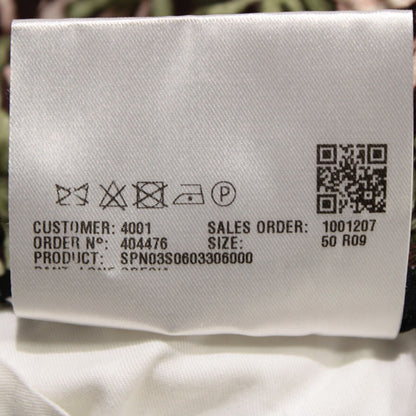 P
CUSTOMER: 4001 SALES ORDER: 1001207
ORDER Nº: 404476 SIZE: 50 R09
PRODUCT: SPN03S0603306000